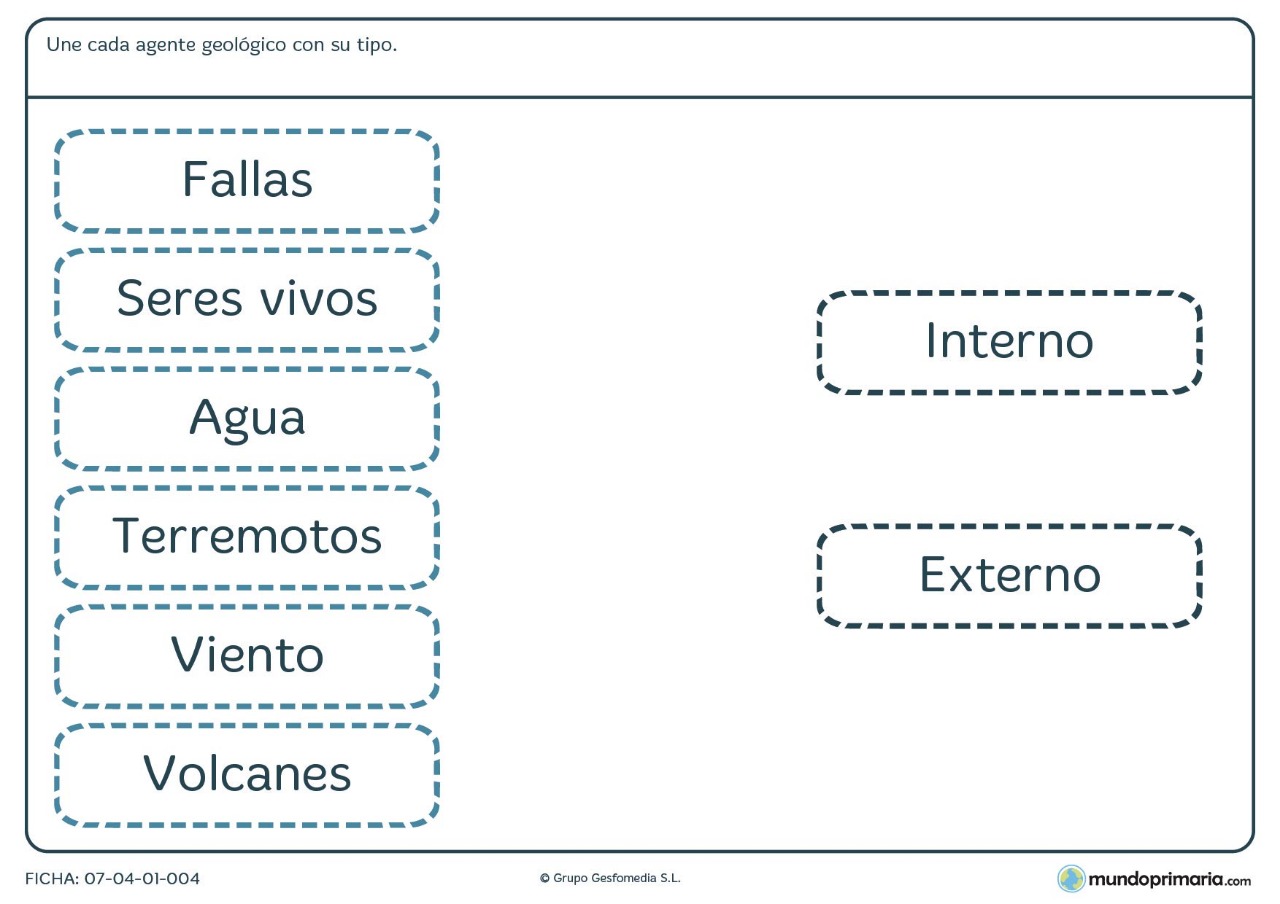 Une cada agente geológico con su tipo.
Fallas
Seres vivos
Agua
Terremotos
Viento
Volcanes
Interno
Externo
FICHA: 07-04-01-004
© Grupo Gesfomedia S.L.
mundoprimaria.com